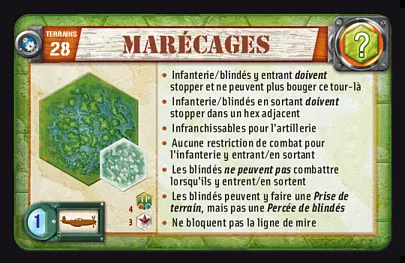 TERRAINS
28
MARÉCAGES
?
• Infanterie/blindés y entrant doivent
stopper et ne peuvent plus bouger ce tour-là
• Infanterie/blindés en sortant doivent
stopper dans un hex adjacent
• Infranchissables pour l'artillerie
• Aucune restriction de combat pour
l'infanterie y entrant/en sortant
• Les blindés ne peuvent pas combattre
lorsqu'ils y entrent/en sortent
• Les blindés peuvent y faire une Prise de
terrain, mais pas une Percée de blindés
• Ne bloquent pas la ligne de mire
4
3
1